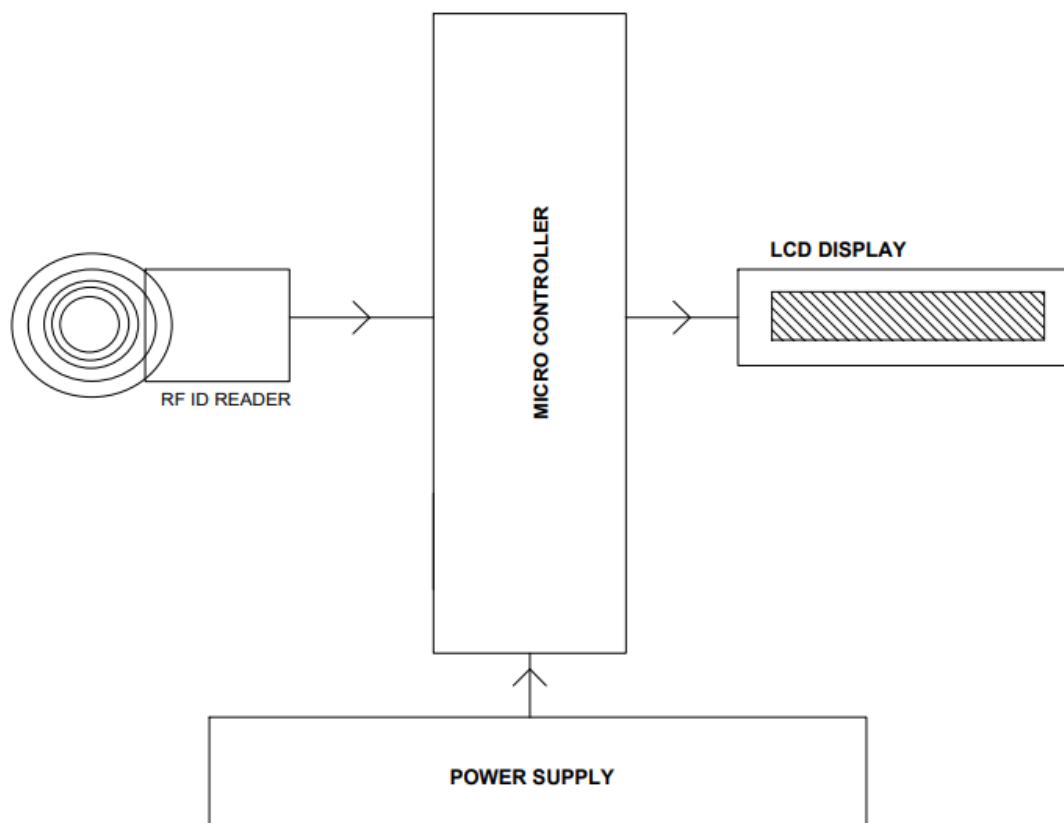 MICRO CONTROLLER
LCD DISPLAY
RF ID READER
POWER SUPPLY